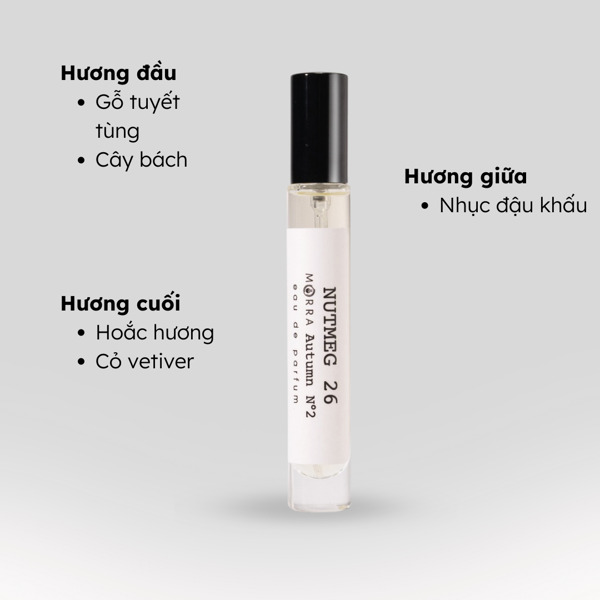 Hương đầu
• Gỗ tuyết
tùng
• Cây bách
Hương giữa
• Nhục đậu khấu
Hương cuối
• Hoắc hương
• Cỏ vetiver
NUTMEG 26
MORRA Autumn Nº2
eau de parfum